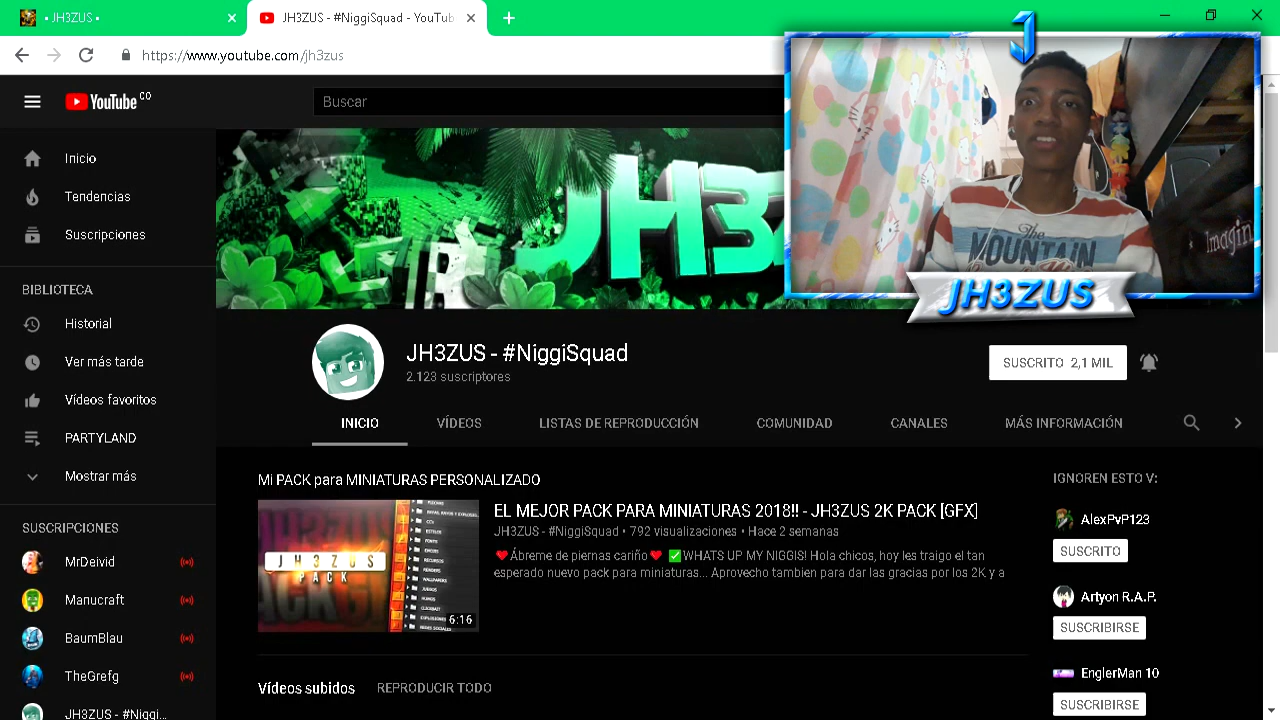 • JH3ZUS •
JH3ZUS - #NiggiSquad - YouTub
https://www.youtube.com/jh3zus
YouTube CO
Buscar
J
JH3ZUS
The
MOUNTAIN
Imagin
JH3Z
Inicio
Tendencias
Suscripciones
BIBLIOTECA
Historial
Ver más tarde
Vídeos favoritos
PARTYLAND
Mostrar más
SUSCRIPCIONES
MrDeivid
Manucraft
BaumBlau
TheGrefg
JH3ZUS - #Niggi...
JH3ZUS - #NiggiSquad
2.123 suscriptores
SUSCRITO 2,1 MIL
INICIO VÍDEOS LISTAS DE REPRODUCCIÓN COMUNIDAD CANALES MÁS INFORMACIÓN
Mi PACK para MINIATURAS PERSONALIZADO
JH3ZUS
PACK
6:16
EL MEJOR PACK PARA MINIATURAS 2018!! - JH3ZUS 2K PACK [GFX]
JH3ZUS - #NiggiSquad • 792 visualizaciones • Hace 2 semanas
❤Ábreme de piernas cariño❤ ✅WHATS UP MY NIGGIS! Hola chicos, hoy les traigo el tan
esperado nuevo pack para miniaturas... Aprovecho tambien para dar las gracias por los 2K y a
Vídeos subidos REPRODUCIR TODO
IGNOREN ESTO V:
AlexPvP123
SUSCRITO
Artyon R.A.P.
SUSCRIBIRSE
EnglerMan 10
SUSCRIBIRSE